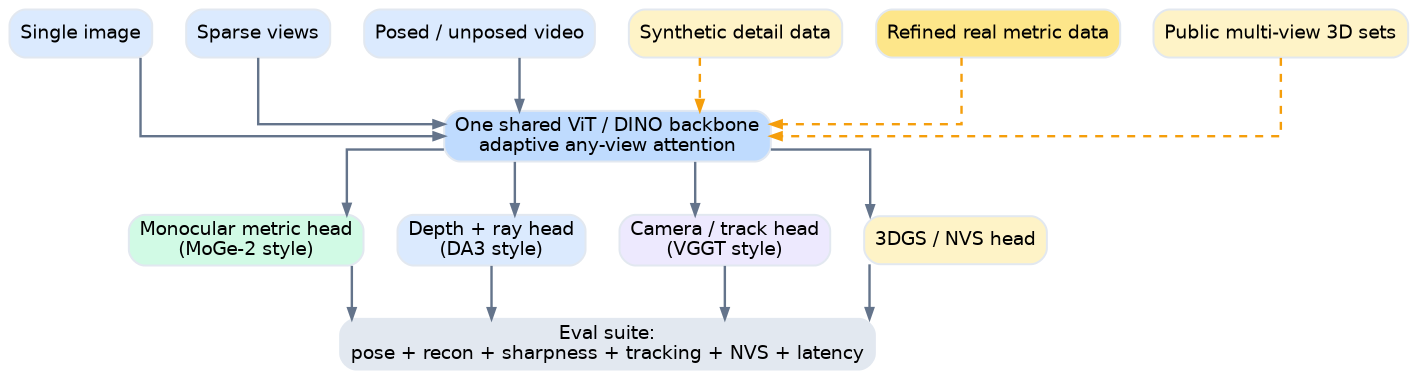 Single image
Sparse views
Posed / unposed video
Synthetic detail data
Refined real metric data
Public multi-view 3D sets
One shared ViT / DINO backbone
adaptive any-view attention
Monocular metric head
(MoGe-2 style)
Depth + ray head
(DA3 style)
Camera / track head
(VGGT style)
3DGS / NVS head
Eval suite:
pose + recon + sharpness + tracking + NVS + latency